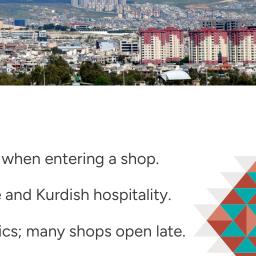 when entering a shop.
and Kurdish hospitality.
ics; many shops open late.